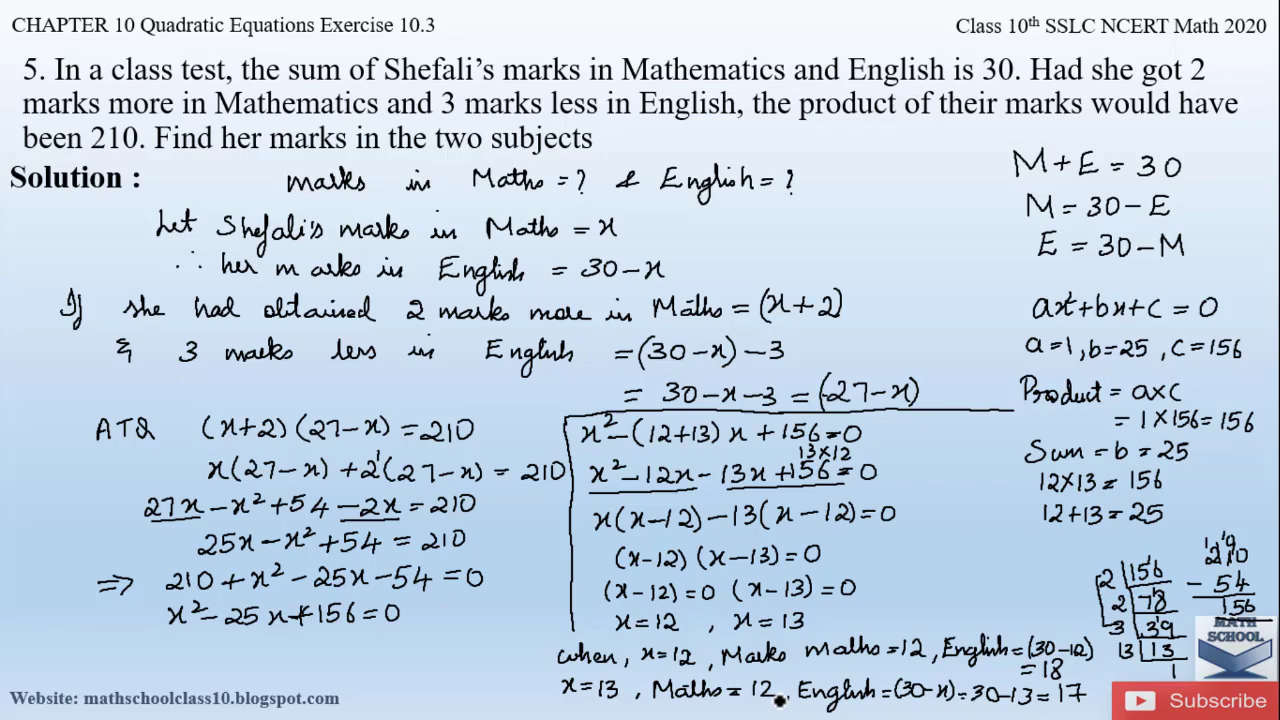 CHAPTER 10 Quadratic Equations Exercise 10.3
Class 10th SSLC NCERT Math 2020
5. In a class test, the sum of Shefali's marks in Mathematics and English is 30. Had she got 2
marks more in Mathematics and 3 marks less in English, the product of their marks would have
been 210. Find her marks in the two subjects
Solution :
marks in Maths = ? & English = ?
Let Shefali's marks in Maths = x
∴ her marks in English = 30 - x
If she had obtained 2 marks more in Maths = (x + 2)
& 3 marks less in English = (30 - x) - 3
= 30 - x - 3 = (27 - x)
ATQ (x+2) (27 - x) = 210
x(27 - x) + 2(27 - x) = 210
27x - x² + 54 - 2x = 210
25x - x² + 54 = 210
⇒ 210 + x² - 25x - 54 = 0
x² - 25x + 156 = 0
x² - (12+13) x + 156 = 0
13×12
x² - 12x - 13x + 156 = 0
x(x - 12) - 13(x - 12) = 0
(x - 12) (x - 13) = 0
(x - 12) = 0 (x - 13) = 0
x = 12 , x = 13
when, x = 12 , Marks Maths = 12 , English = (30 - 12)
= 18
x = 13 , Maths = 12 , English = (30 - x) = 30 - 13 = 17
M + E = 30
M = 30 - E
E = 30 - M
ax² + bx + c = 0
a = 1, b = 25 , c = 156
Product = a×c
= 1 × 156 = 156
Sum = b = 25
12×13 = 156
12+13 = 25
210
- 54
156
2 156
2 78
3 39
13 13
1
MATH
SCHOOL
Website: mathschoolclass10.blogspot.com
Subscribe